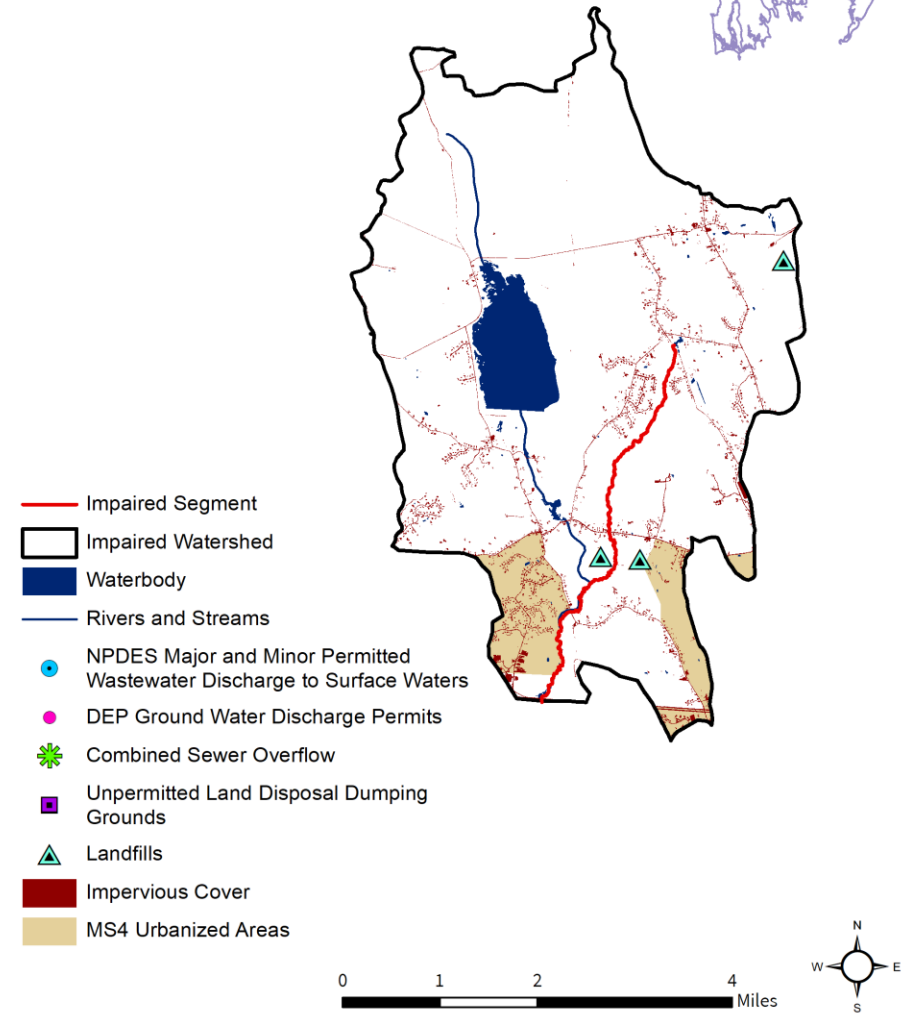 Impaired Segment
Impaired Watershed
Waterbody
Rivers and Streams
NPDES Major and Minor Permitted
Wastewater Discharge to Surface Waters
DEP Ground Water Discharge Permits
Combined Sewer Overflow
Unpermitted Land Disposal Dumping
Grounds
Landfills
Impervious Cover
MS4 Urbanized Areas
0 1 2 4
Miles
N
W E
S